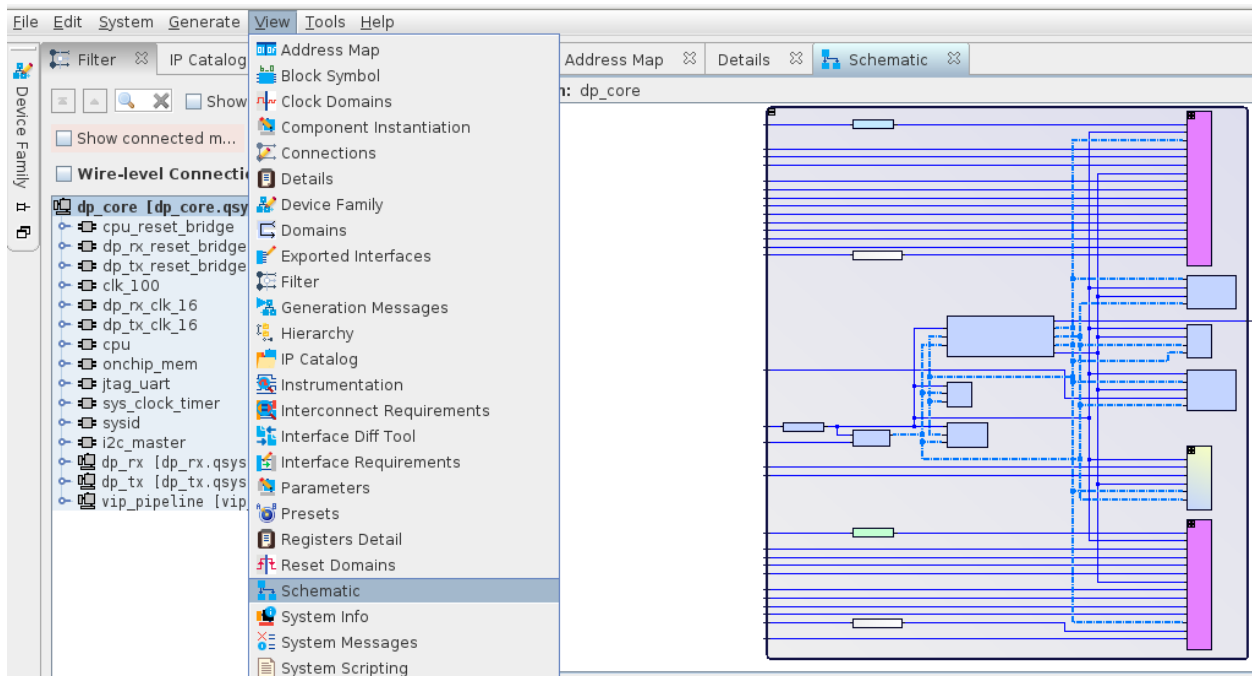 File Edit System Generate View Tools Help
Filter IP Catalog Address Map Details Schematic
Show
dp_core
Show connected m...
Wire-level Connecti
Device Family
dp_core [dp_core.qsy
cpu_reset_bridge
dp_rx_reset_bridge
dp_tx_reset_bridge
clk_100
dp_rx_clk_16
dp_tx_clk_16
cpu
onchip_mem
jtag_uart
sys_clock_timer
sysid
i2c_master
dp_rx [dp_rx.qsys
dp_tx [dp_tx.qsys
vip_pipeline [vip_
Address Map
Block Symbol
Clock Domains
Component Instantiation
Connections
Details
Device Family
Domains
Exported Interfaces
Filter
Generation Messages
Hierarchy
IP Catalog
Instrumentation
Interconnect Requirements
Interface Diff Tool
Interface Requirements
Parameters
Presets
Registers Detail
Reset Domains
Schematic
System Info
System Messages
System Scripting